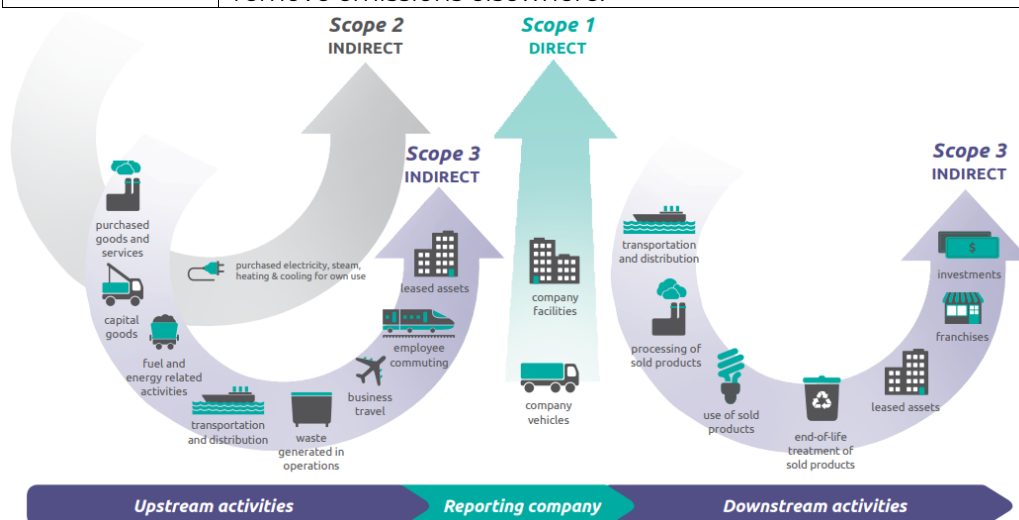 remove emissions elsewhere.
Scope 2
INDIRECT
Scope 1
DIRECT
Scope 3
INDIRECT
Scope 3
INDIRECT
purchased
goods and
services
purchased electricity, steam,
heating & cooling for own use
capital
goods
fuel and
energy related
activities
transportation
and distribution
waste
generated in
operations
business
travel
employee
commuting
leased assets
company
facilities
company
vehicles
transportation
and distribution
processing of
sold products
use of sold
products
end-of-life
treatment of
sold products
leased assets
franchises
$
investments
Upstream activities
Reporting company
Downstream activities